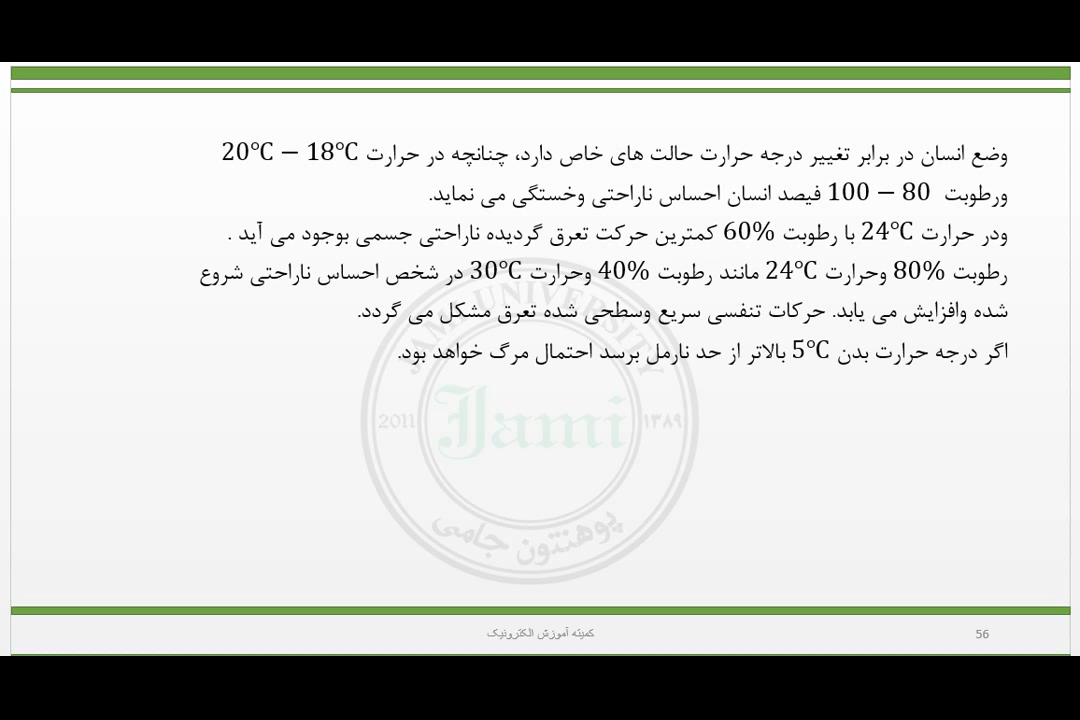 وضع انسان در برابر تغییر درجه حرارت حالت های خاص دارد، چنانچه در حرارت 18℃ − 20℃
ورطوبت 80 − 100 فیصد انسان احساس ناراحتی وخستگی می نماید.
ودر حرارت 24℃ با رطوبت 60% کمترین حرکت تعرق گردیده ناراحتی جسمی بوجود می آید .
رطوبت 80% وحرارت 24℃ مانند رطوبت 40% وحرارت 30℃ در شخص احساس ناراحتی شروع
شده وافزایش می یابد. حرکات تنفسی سریع وسطحی شده تعرق مشکل می گردد.
اگر درجه حرارت بدن 5℃ بالاتر از حد نارمل برسد احتمال مرگ خواهد بود.
JAMI UNIVERSITY
2011 Jami ۱۳۸۹
پوهنتون جامی
کمیته آموزش الکترونیک
56